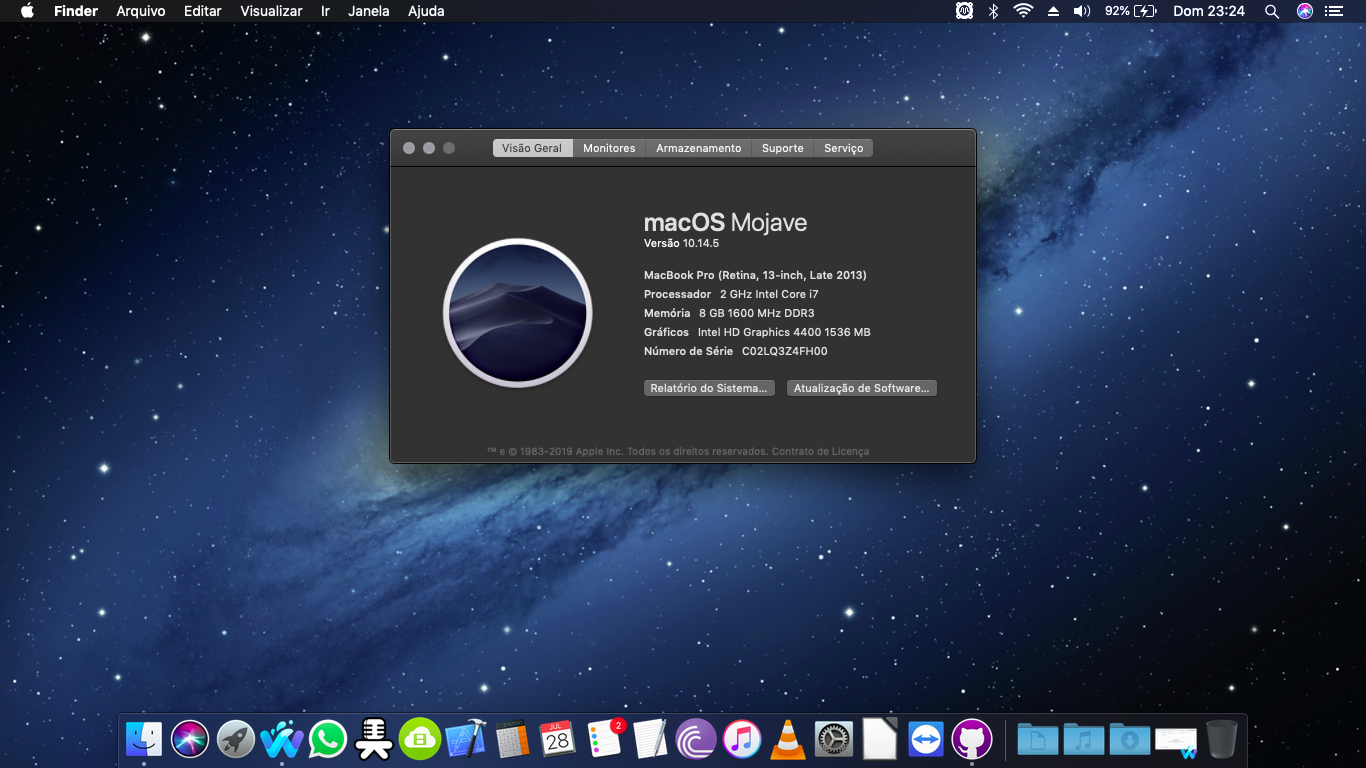 Finder Arquivo Editar Visualizar Ir Janela Ajuda 92% Dom 23:24
Visão Geral Monitores Armazenamento Suporte Serviço
macOS Mojave
Versão 10.14.5
MacBook Pro (Retina, 13-inch, Late 2013)
Processador 2 GHz Intel Core i7
Memória 8 GB 1600 MHz DDR3
Gráficos Intel HD Graphics 4400 1536 MB
Número de Série C02LQ3Z4FH00
Relatório do Sistema... Atualização de Software...
™ e © 1983-2019 Apple Inc. Todos os direitos reservados. Contrato de Licença
JUL
28
2